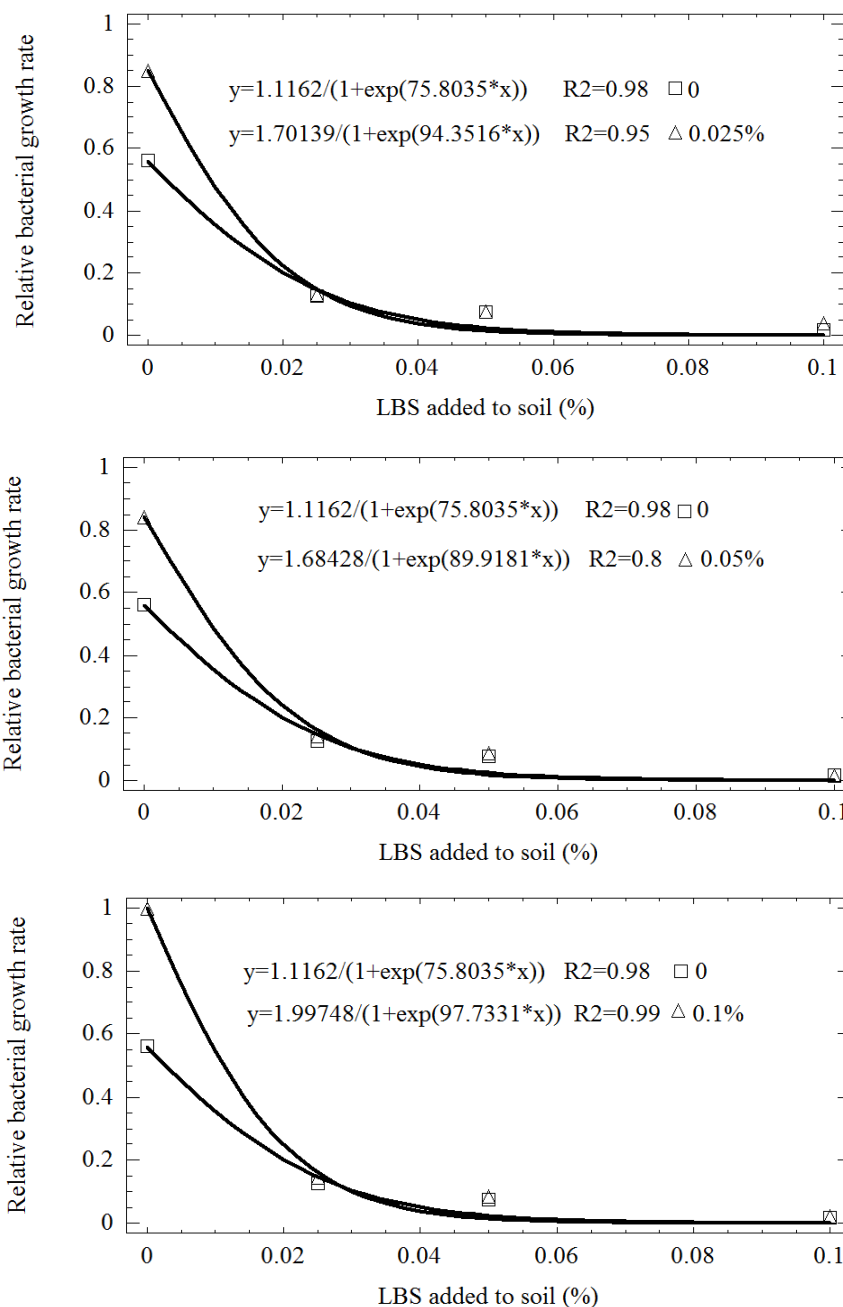 Relative bacterial growth rate
1
0.8
0.6
0.4
0.2
0
y=1.1162/(1+exp(75.8035*x)) R2=0.98 □ 0
y=1.70139/(1+exp(94.3516*x)) R2=0.95 △ 0.025%
0 0.02 0.04 0.06 0.08 0.1
LBS added to soil (%)
Relative bacterial growth rate
1
0.8
0.6
0.4
0.2
0
y=1.1162/(1+exp(75.8035*x)) R2=0.98 □ 0
y=1.68428/(1+exp(89.9181*x)) R2=0.8 △ 0.05%
0 0.02 0.04 0.06 0.08 0.1
LBS added to soil (%)
Relative bacterial growth rate
1
0.8
0.6
0.4
0.2
0
y=1.1162/(1+exp(75.8035*x)) R2=0.98 □ 0
y=1.99748/(1+exp(97.7331*x)) R2=0.99 △ 0.1%
0 0.02 0.04 0.06 0.08 0.1
LBS added to soil (%)